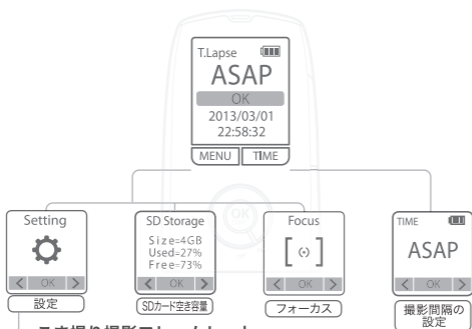 T.Lapse
ASAP
OK
2013/03/01
22:58:32
MENU TIME
OK
Setting
< OK >
設定
SD Storage
Size=4GB
Used=27%
Free=73%
< OK >
SDカード空き容量
Focus
< OK >
フォーカス
TIME
ASAP
< OK >
撮影間隔の
設定